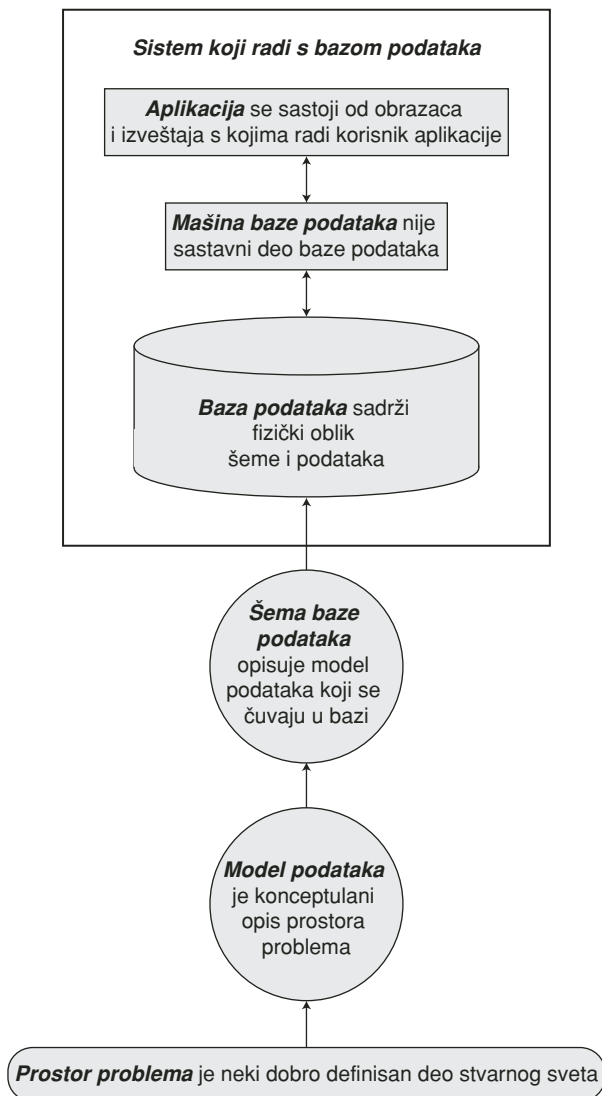 Sistem koji radi s bazom podataka
Aplikacija se sastoji od obrazaca
i izveštaja s kojima radi korisnik aplikacije
Mašina baze podataka nije
sastavni deo baze podataka
Baza podataka sadrži
fizički oblik
šeme i podataka
Šema baze
podataka
opisuje model
podataka koji se
čuvaju u bazi
Model podataka
je konceptulani
opis prostora
problema
Prostor problema je neki dobro definisan deo stvarnog sveta